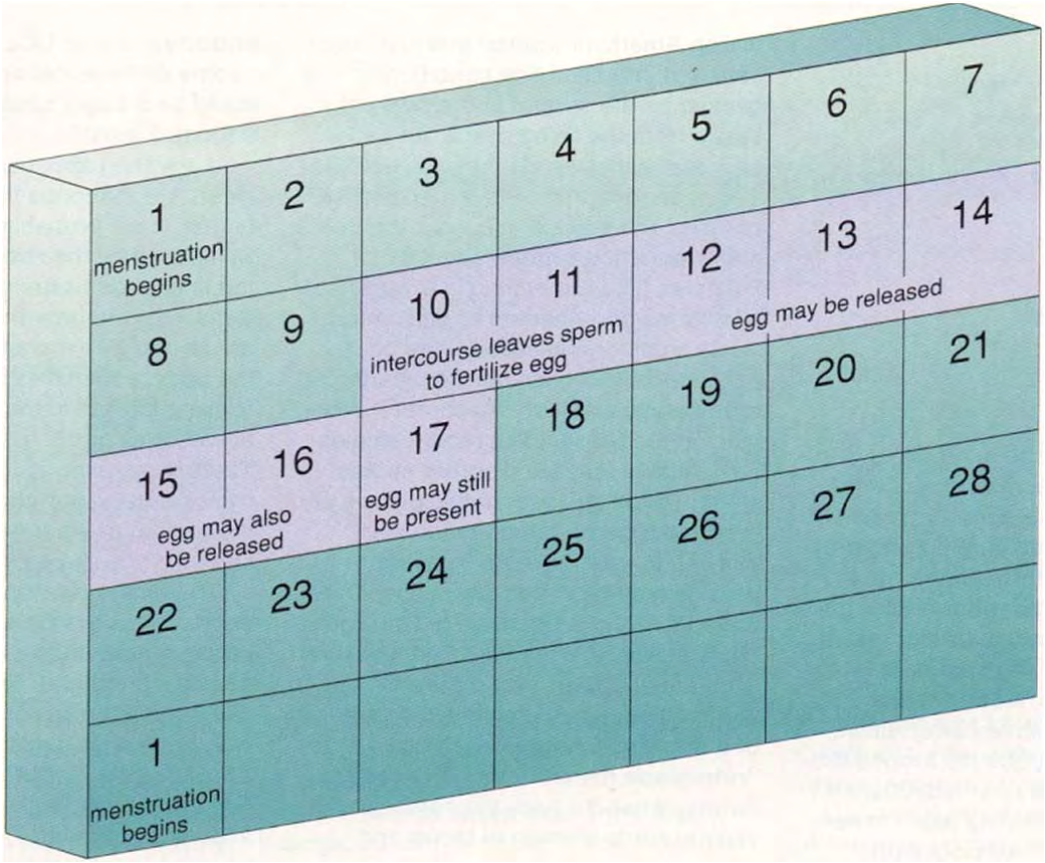 1 2 3 4 5 6 7
menstruation
begins
8 9 10 11 12 13 14
intercourse leaves sperm
to fertilize egg
egg may be released
15 16 17 18 19 20 21
egg may also
be released
egg may still
be present
22 23 24 25 26 27 28
1
menstruation
begins